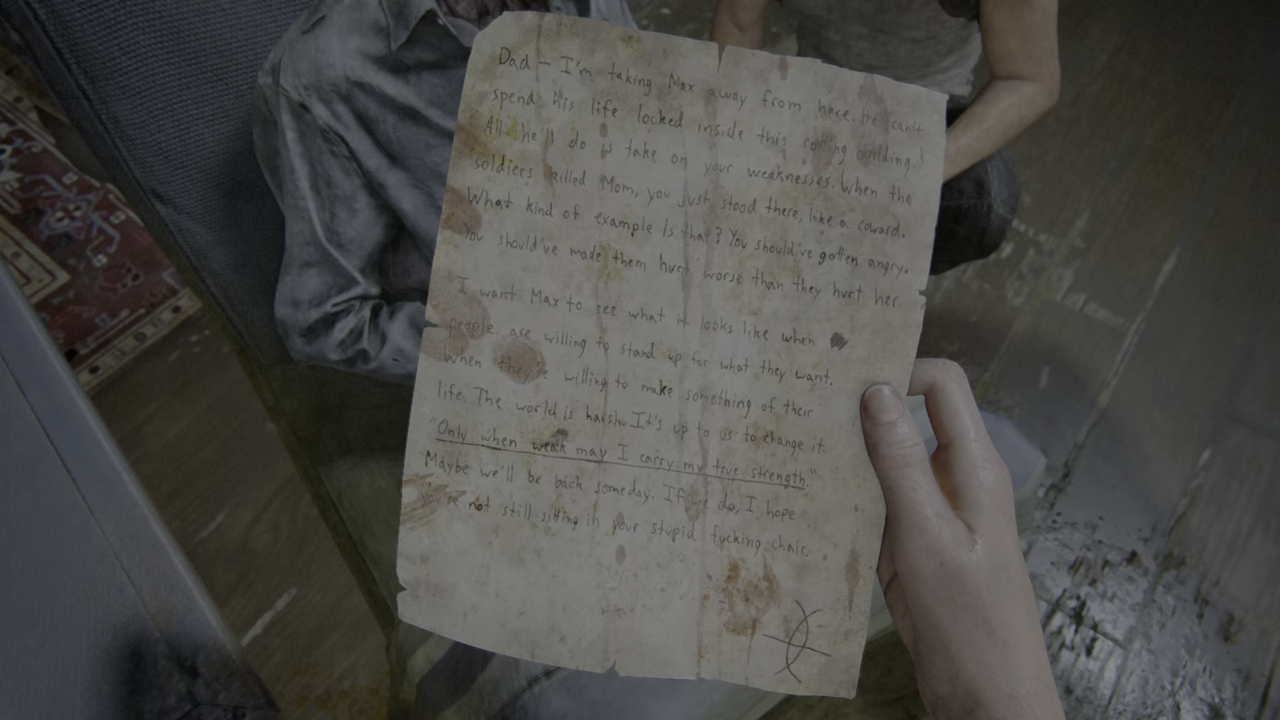 Dad — I'm taking Max away from here. He can't
spend his life locked inside this rotting building.
All he'll do is take on your weaknesses. When the
soldiers killed Mom, you just stood there, like a coward.
What kind of example is that? You should've gotten angry.
You should've made them hurt worse than they hurt her.
I want Max to see what it looks like when
people are willing to stand up for what they want.
When they're willing to make something of their
life. The world is harsh. It's up to us to change it.
"Only when weak may I carry my true strength."
Maybe we'll be back someday. If we do, I hope
you're not still sitting in your stupid fucking chair.